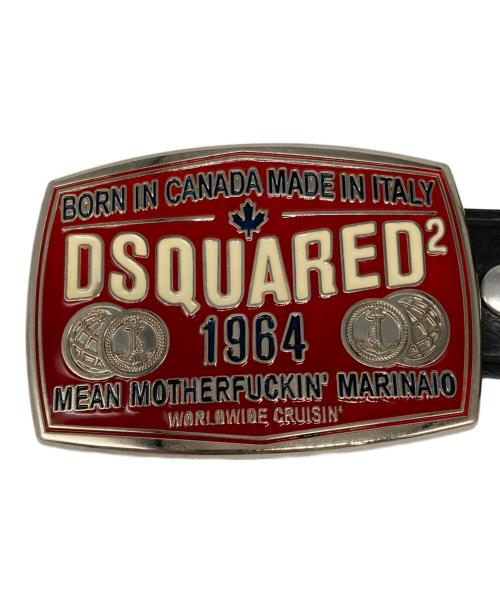 BORN IN CANADA MADE IN ITALY
DSQUARED²
1964
MEAN MOTHERFUCKIN' MARINAIO
WORLDWIDE CRUISIN'